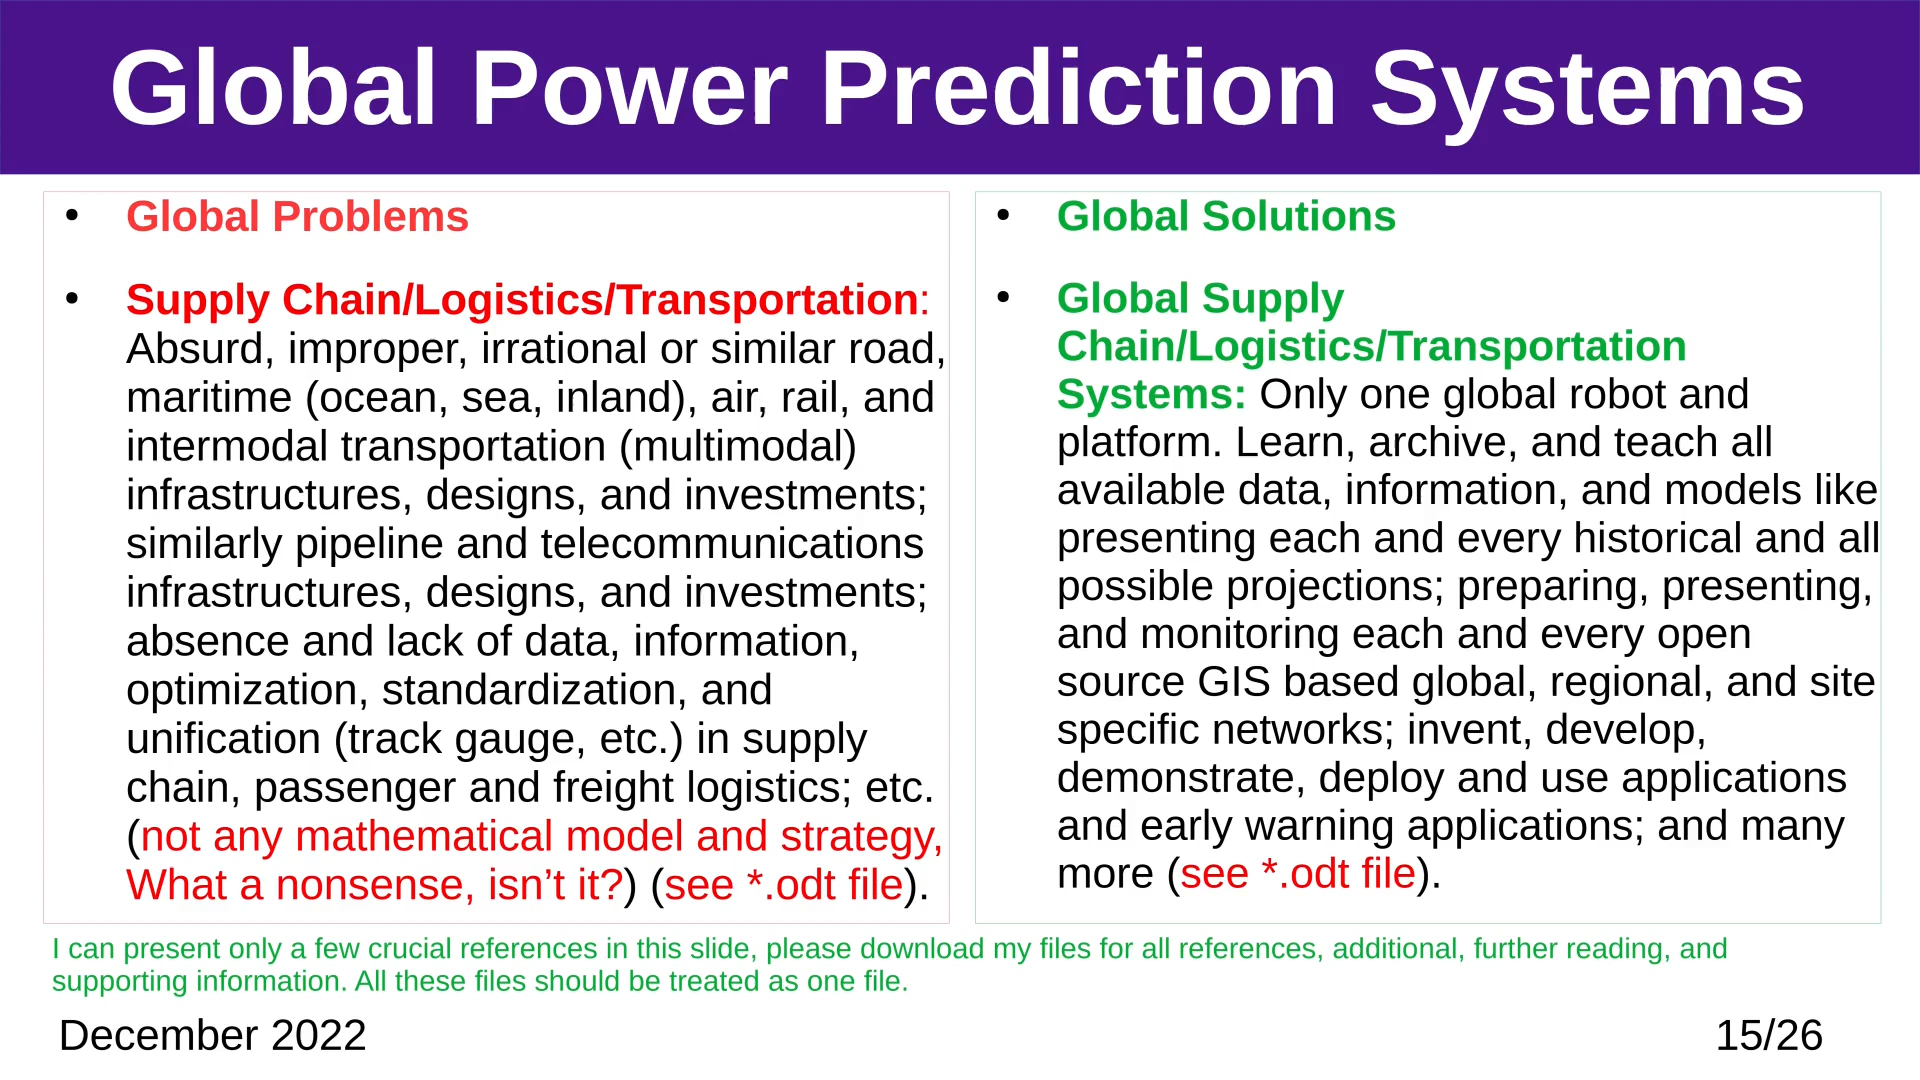 Global Power Prediction Systems
• Global Problems
• Supply Chain/Logistics/Transportation:
Absurd, improper, irrational or similar road,
maritime (ocean, sea, inland), air, rail, and
intermodal transportation (multimodal)
infrastructures, designs, and investments;
similarly pipeline and telecommunications
infrastructures, designs, and investments;
absence and lack of data, information,
optimization, standardization, and
unification (track gauge, etc.) in supply
chain, passenger and freight logistics; etc.
(not any mathematical model and strategy,
What a nonsense, isn’t it?) (see *.odt file).
• Global Solutions
• Global Supply
Chain/Logistics/Transportation
Systems: Only one global robot and
platform. Learn, archive, and teach all
available data, information, and models like
presenting each and every historical and all
possible projections; preparing, presenting,
and monitoring each and every open
source GIS based global, regional, and site
specific networks; invent, develop,
demonstrate, deploy and use applications
and early warning applications; and many
more (see *.odt file).
I can present only a few crucial references in this slide, please download my files for all references, additional, further reading, and
supporting information. All these files should be treated as one file.
December 2022
15/26